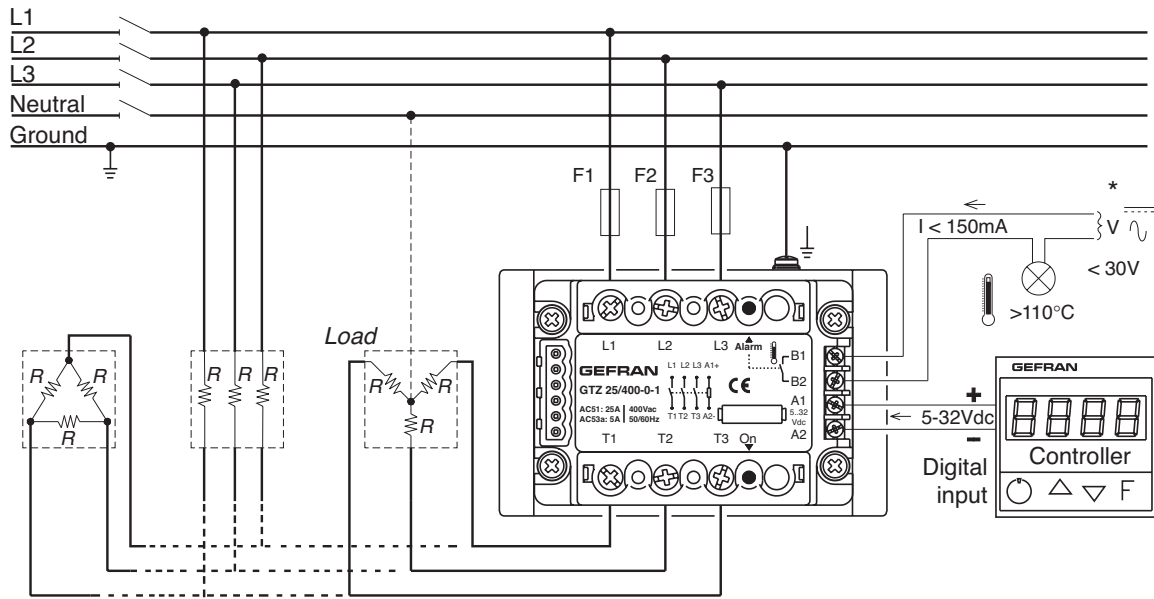 L1
L2
L3
Neutral
Ground
F1 F2 F3
*
I < 150mA
V
< 30V
>110°C
Load
R R
R
R R R
R R
R
L1 L2 L3 Alarm
B1
B2
GEFRAN
GTZ 25/400-0-1
AC51: 25A 400Vac
AC53a: 5A 50/60Hz
L1 L2 L3 A1+
T1 T2 T3 A2-
CE
A1
5..32
Vdc
A2
T1 T2 T3 On
+
5-32Vdc
−
Digital
input
GEFRAN
8888
Controller
F